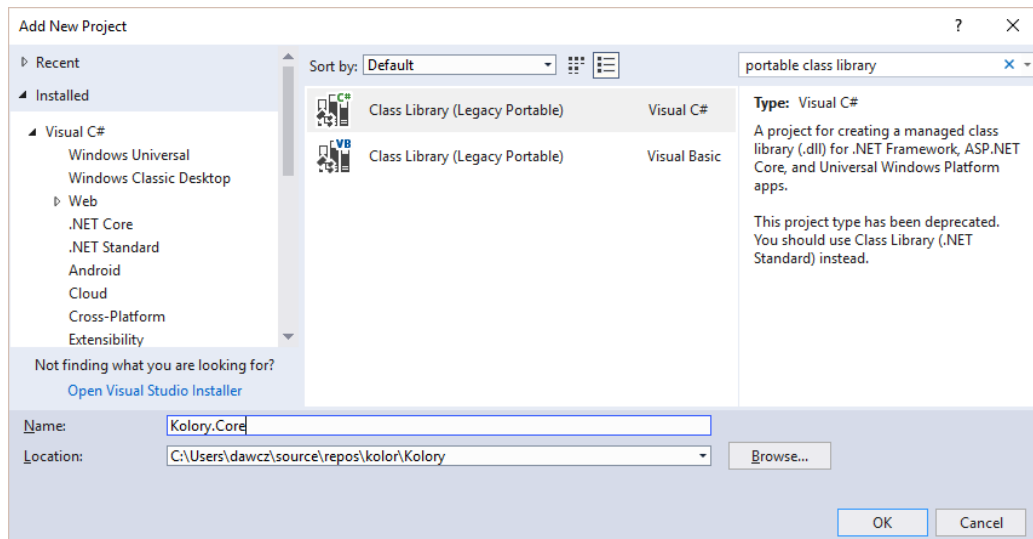 Add New Project
?
Recent
Installed
Visual C#
Windows Universal
Windows Classic Desktop
Web
.NET Core
.NET Standard
Android
Cloud
Cross-Platform
Extensibility
Not finding what you are looking for?
Open Visual Studio Installer
Sort by: Default
C# Class Library (Legacy Portable) Visual C#
VB Class Library (Legacy Portable) Visual Basic
portable class library
Type: Visual C#
A project for creating a managed class
library (.dll) for .NET Framework, ASP.NET
Core, and Universal Windows Platform
apps.
This project type has been deprecated.
You should use Class Library (.NET
Standard) instead.
Name: Kolory.Core
Location: C:\Users\dawcz\source\repos\kolor\Kolory
Browse...
OK Cancel